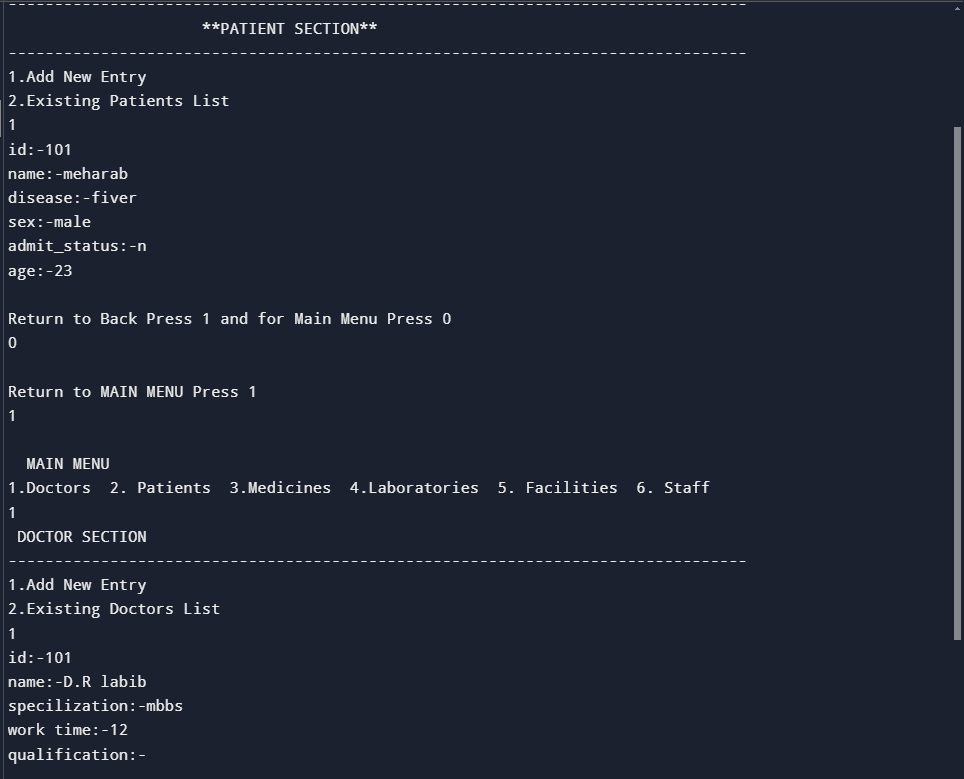 --------------------------------------------------------------------------------
**PATIENT SECTION**
--------------------------------------------------------------------------------
1.Add New Entry
2.Existing Patients List
1
id:-101
name:-meharab
disease:-fiver
sex:-male
admit_status:-n
age:-23
Return to Back Press 1 and for Main Menu Press 0
0
Return to MAIN MENU Press 1
1
MAIN MENU
1.Doctors  2. Patients  3.Medicines  4.Laboratories  5. Facilities  6. Staff
1
DOCTOR SECTION
--------------------------------------------------------------------------------
1.Add New Entry
2.Existing Doctors List
1
id:-101
name:-D.R labib
specilization:-mbbs
work time:-12
qualification:-